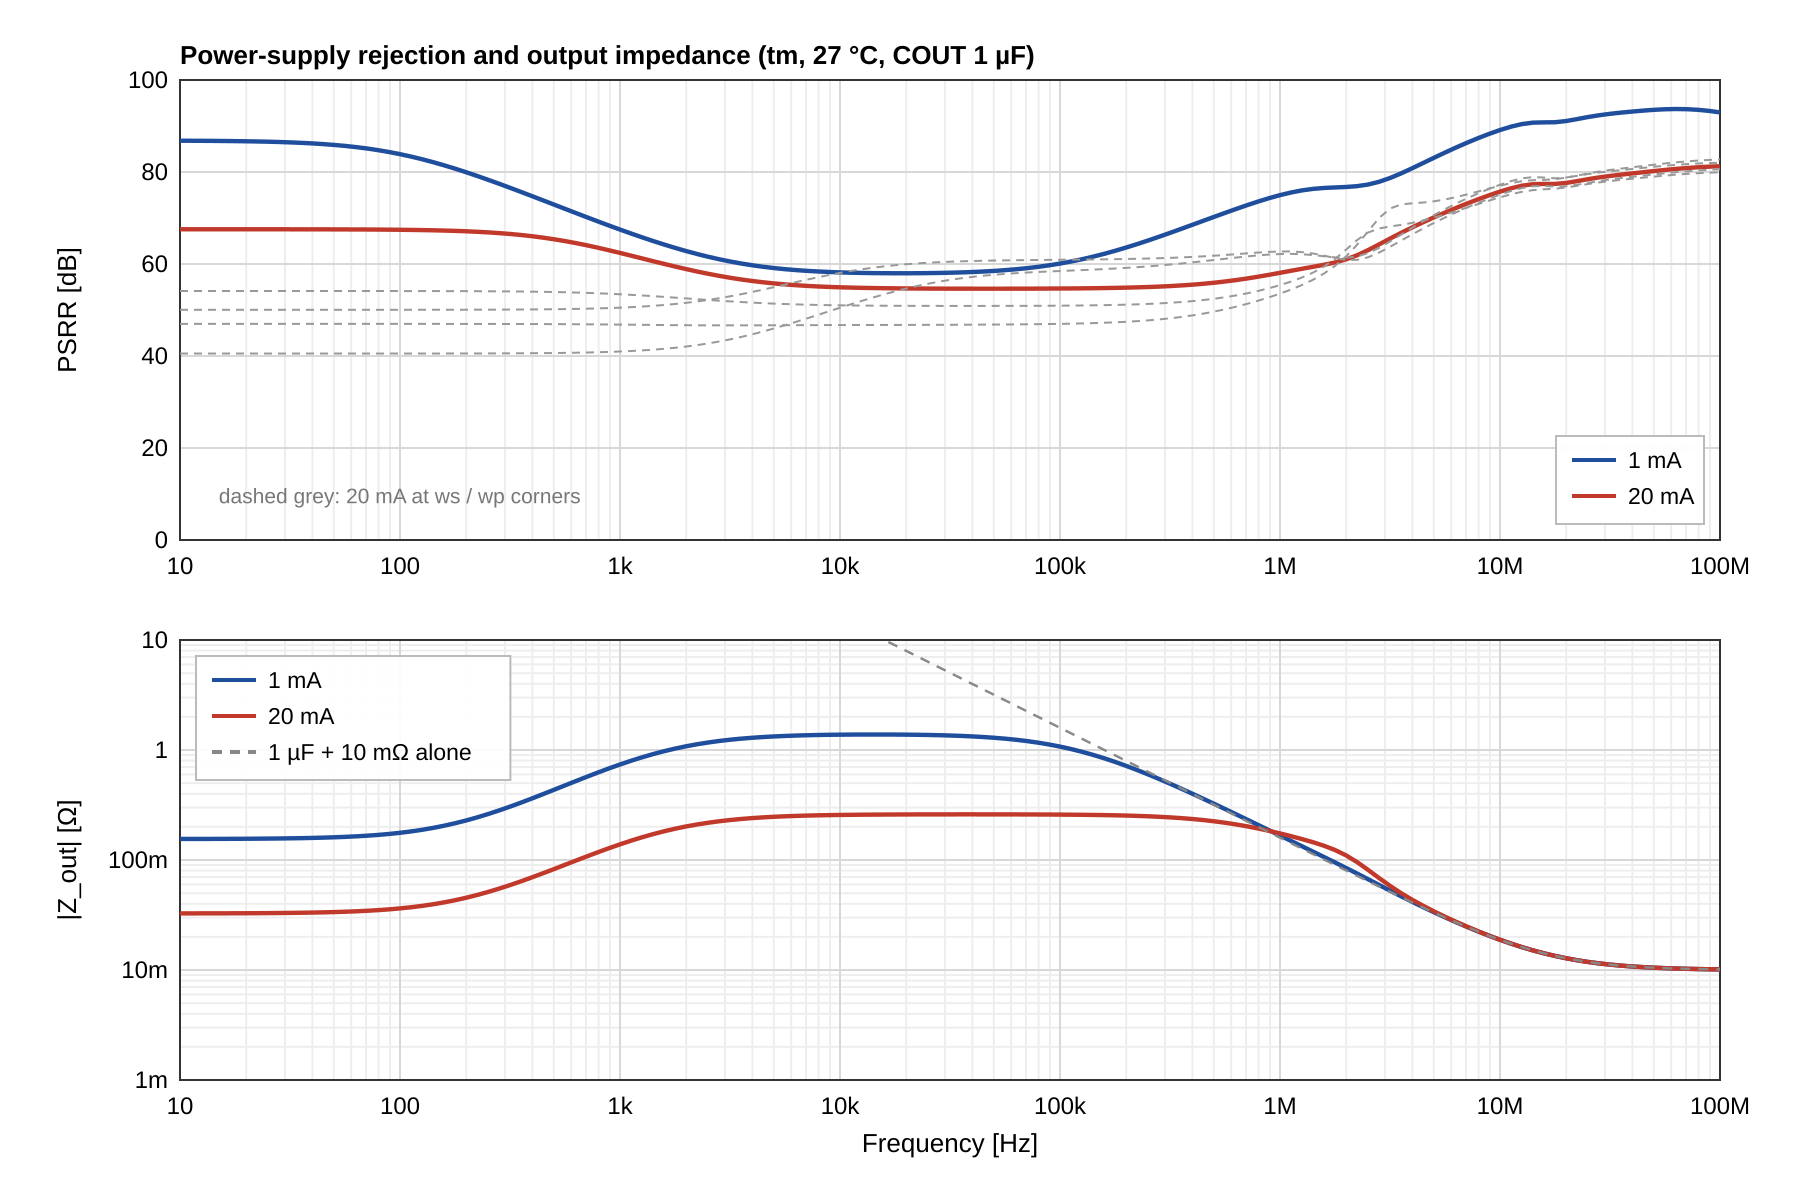 Power-supply rejection and output impedance (tm, 27 °C, COUT 1 µF)
100
80
60
40
20
0
PSRR [dB]
dashed grey: 20 mA at ws / wp corners
1 mA
20 mA
10
100
1k
10k
100k
1M
10M
100M
10
1
100m
10m
1m
|Z_out| [Ω]
1 mA
20 mA
1 µF + 10 mΩ alone
10
100
1k
10k
100k
1M
10M
100M
Frequency [Hz]